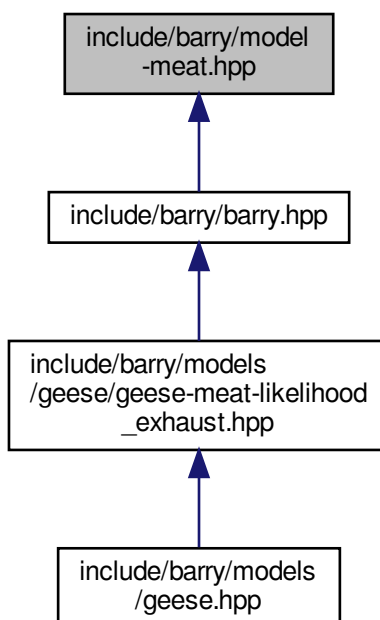 include/barry/model
-meat.hpp
include/barry/barry.hpp
include/barry/models
/geese/geese-meat-likelihood
_exhaust.hpp
include/barry/models
/geese.hpp